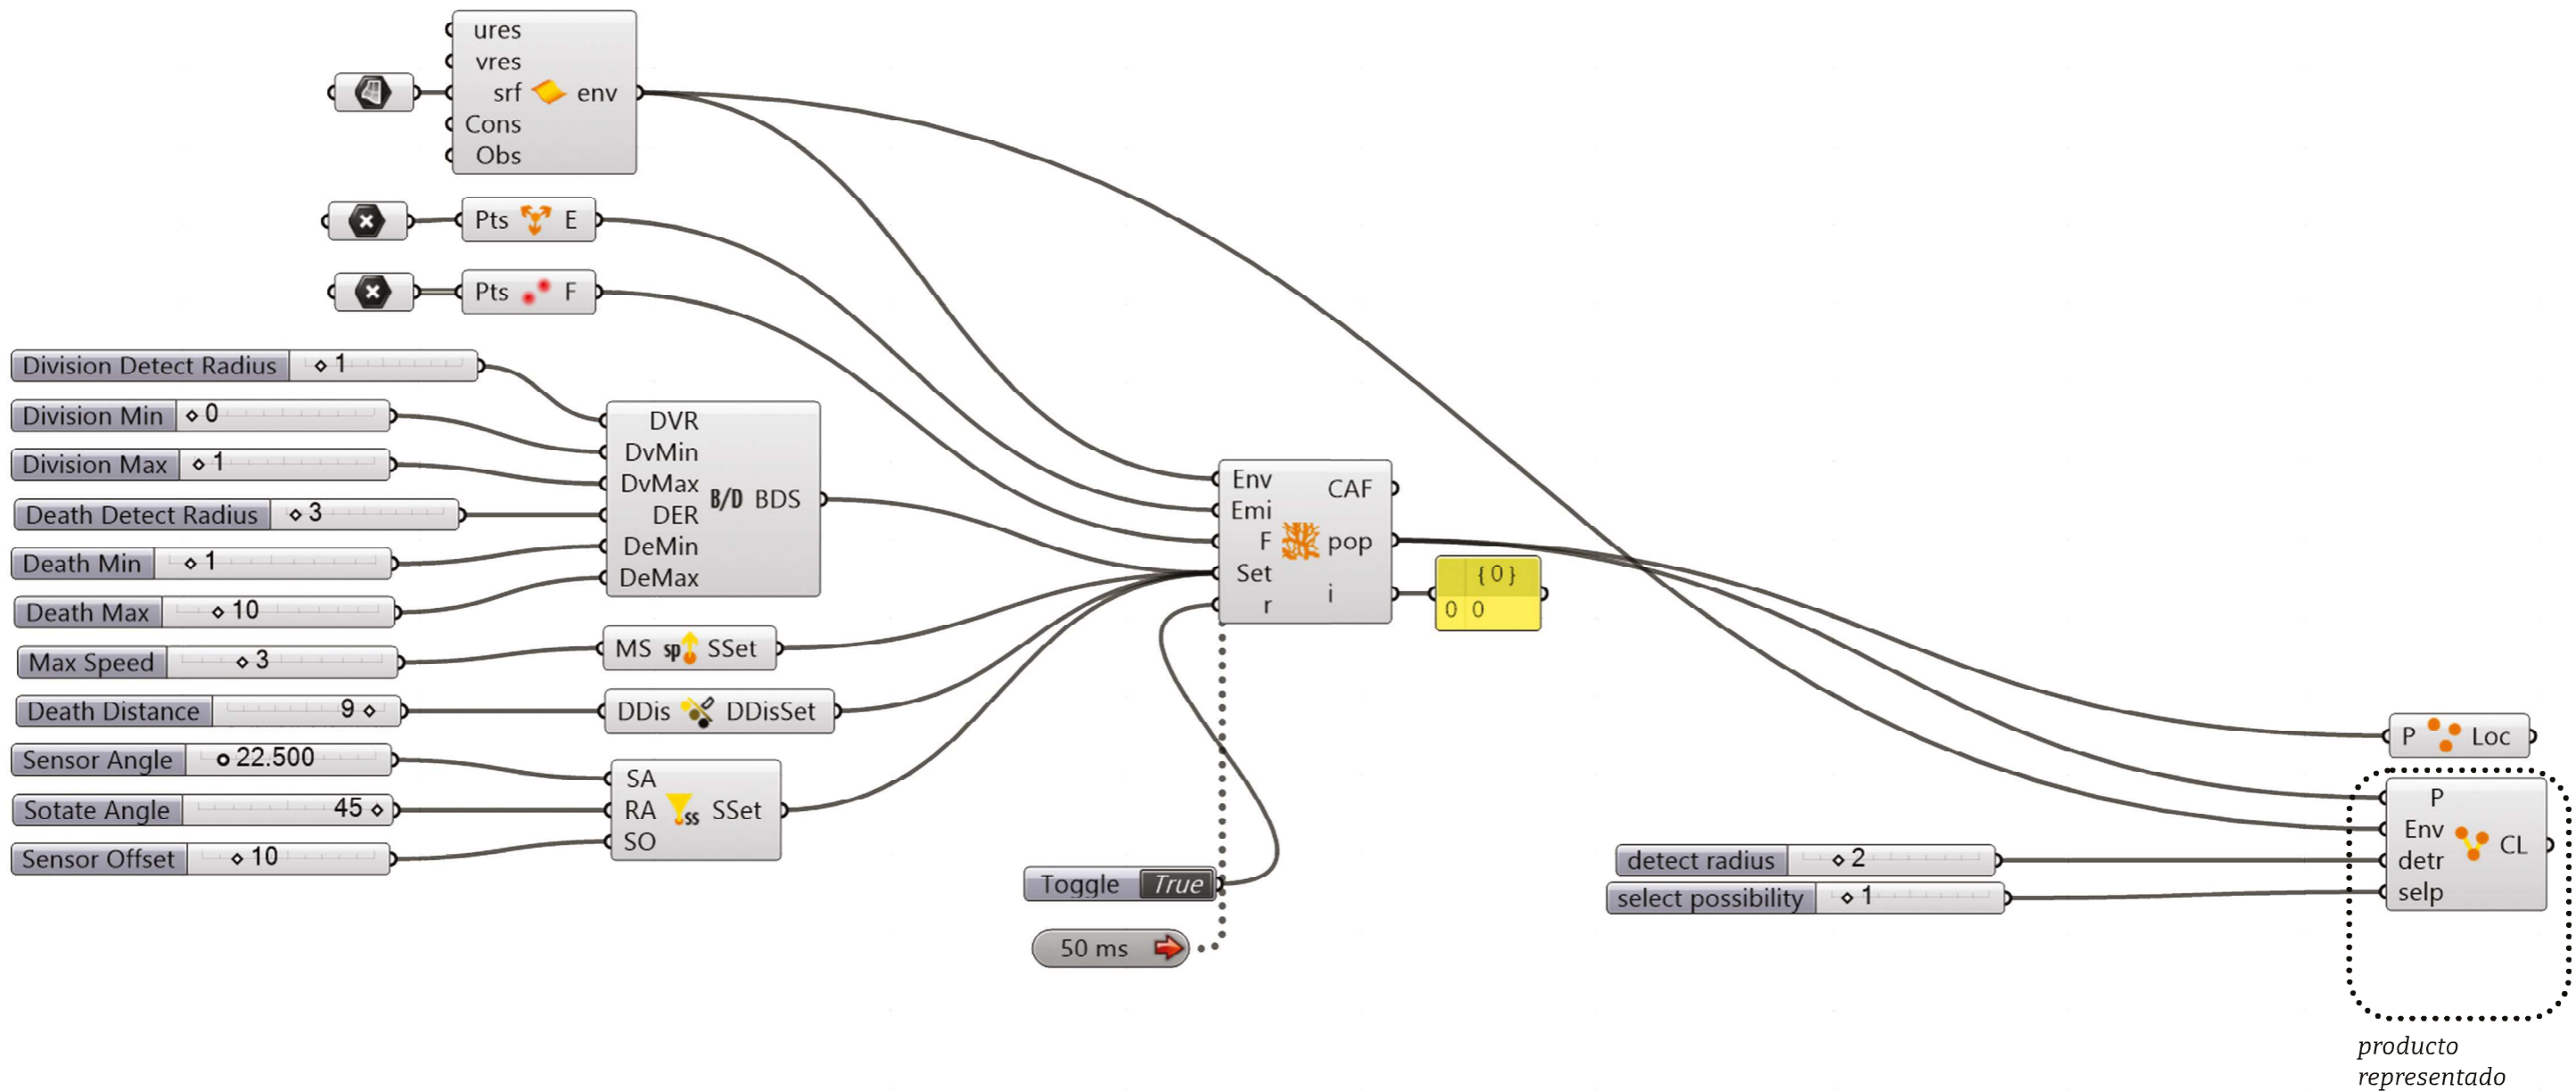 ures
vres
srf env
Cons
Obs
Pts E
Pts F
Division Detect Radius 1
Division Min 0
Division Max 1
Death Detect Radius 3
Death Min 1
Death Max 10
Max Speed 3
Death Distance 9
Sensor Angle 22.500
Sotate Angle 45
Sensor Offset 10
DVR
DvMin
DvMax
DER
DeMin
DeMax
B/D BDS
MS sp SSet
DDis DDisSet
SA
RA ss SSet
SO
Env
Emi
F
Set
r
CAF
pop
i
{0}
0 0
Toggle True
50 ms
P Loc
P
Env
detr
selp
CL
detect radius 2
select possibility 1
producto
representado